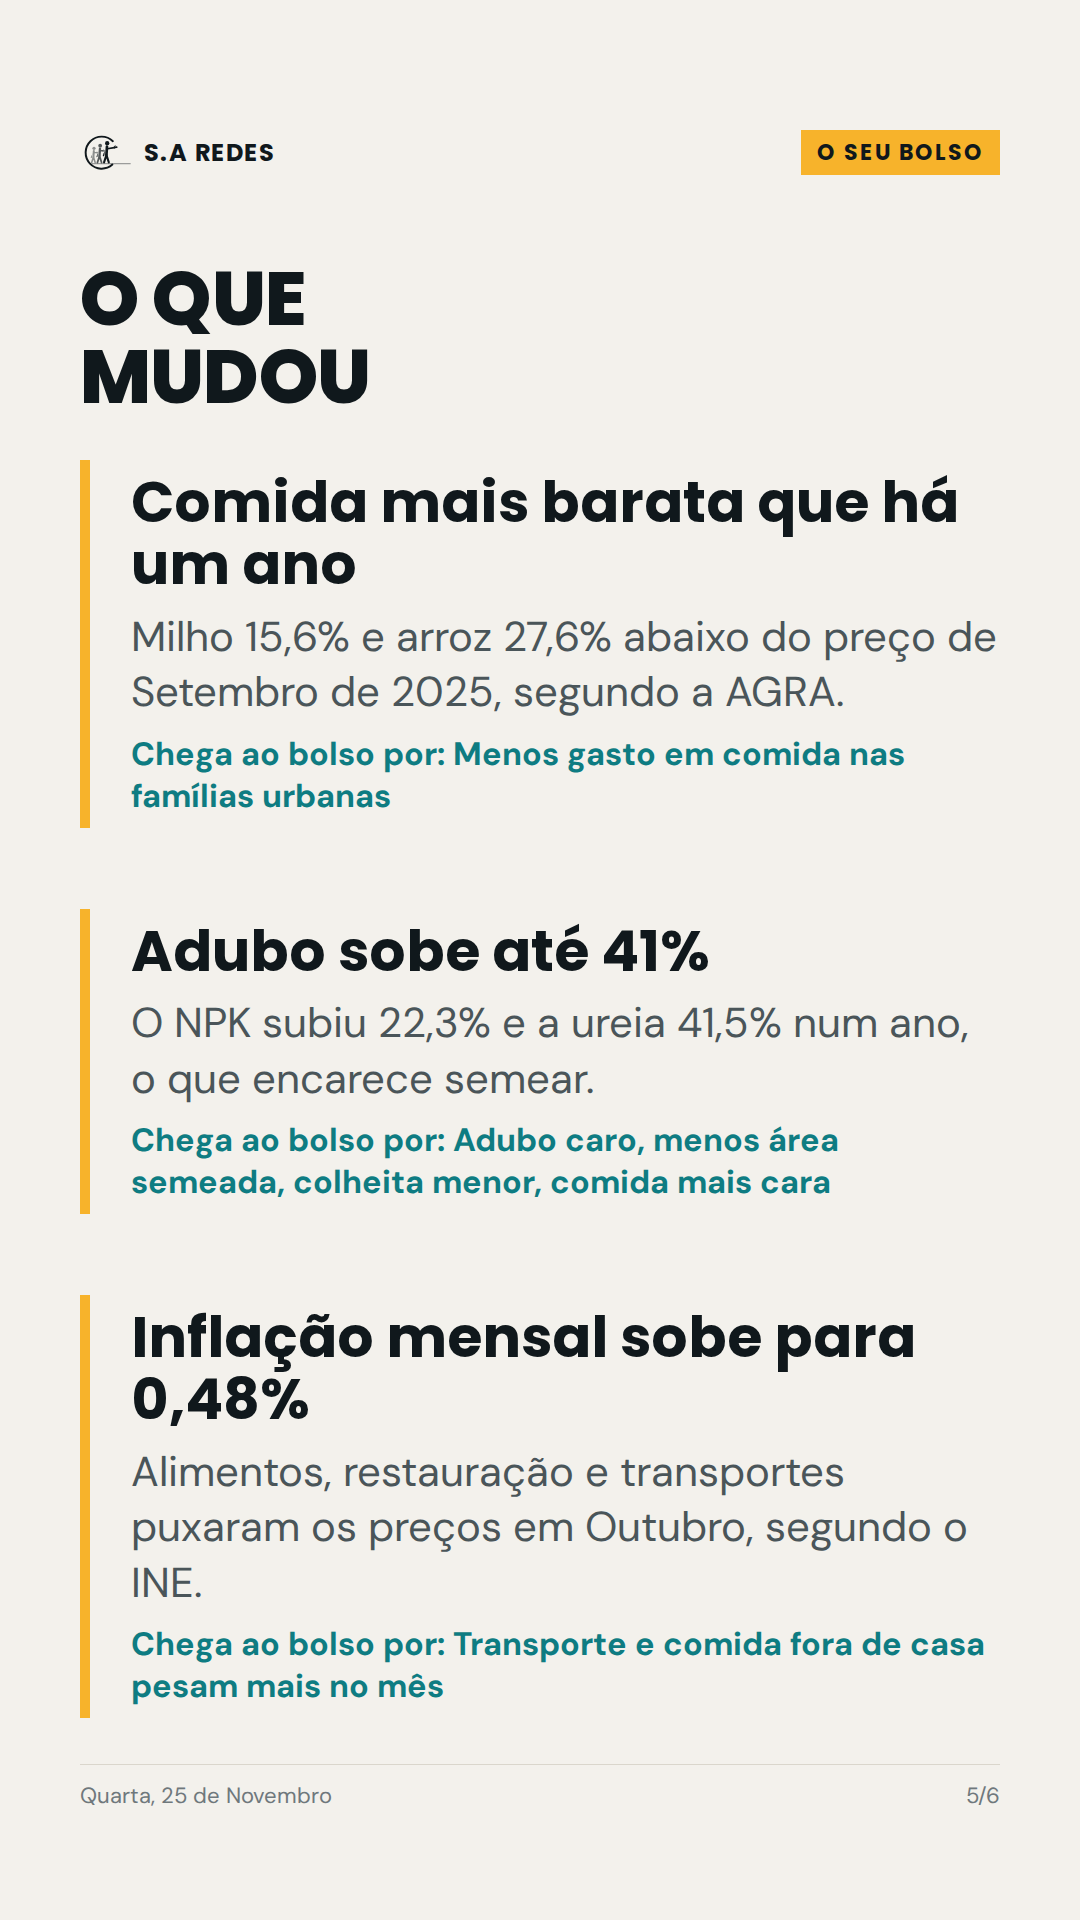 S.A REDES
O SEU BOLSO
O QUE
MUDOU
Comida mais barata que há
um ano
Milho 15,6% e arroz 27,6% abaixo do preço de
Setembro de 2025, segundo a AGRA.
Chega ao bolso por: Menos gasto em comida nas
famílias urbanas
Adubo sobe até 41%
O NPK subiu 22,3% e a ureia 41,5% num ano,
o que encarece semear.
Chega ao bolso por: Adubo caro, menos área
semeada, colheita menor, comida mais cara
Inflação mensal sobe para
0,48%
Alimentos, restauração e transportes
puxaram os preços em Outubro, segundo o
INE.
Chega ao bolso por: Transporte e comida fora de casa
pesam mais no mês
Quarta, 25 de Novembro
5/6